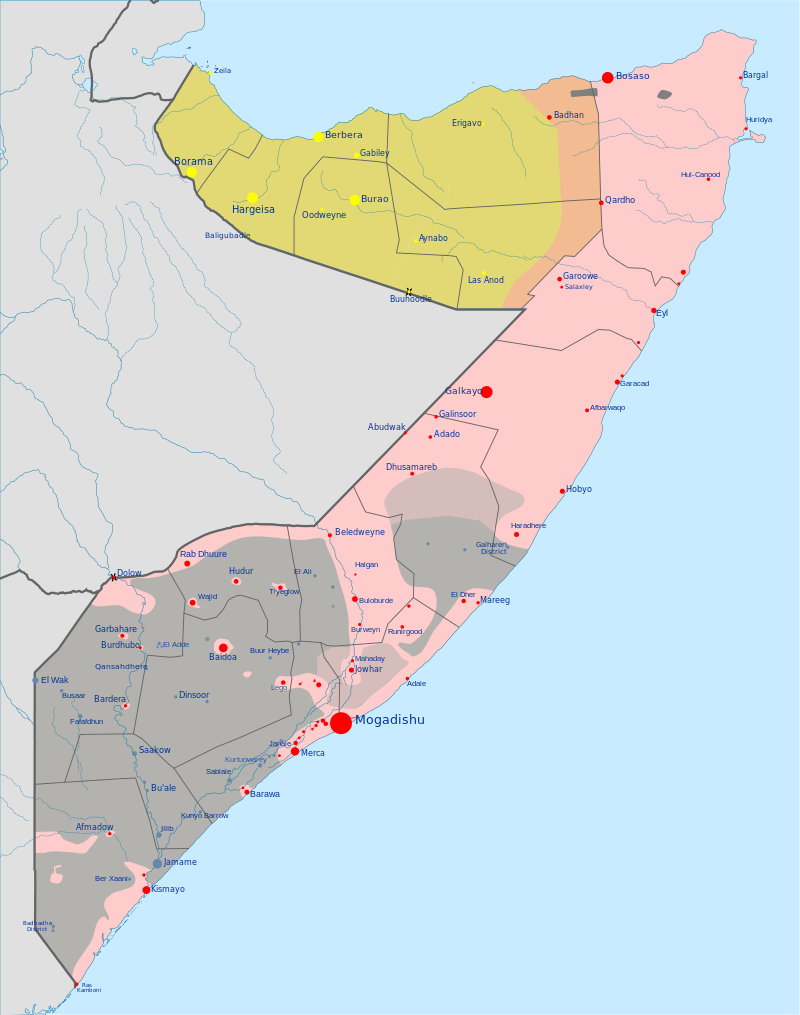 Zeila
Bosaso
Bargal
Badhan
Huridya
Erigavo
Berbera
Gabiley
Borama
Hul-Canood
Burao
Qardho
Hargeisa
Oodweyne
Baligubadle
Aynabo
Las Anod
Garoowe
Salaxley
Buuhoodle
Eyl
Garacad
Galkayo
Afbarwaqo
Galinsoor
Abudwak
Adado
Dhusamareb
Hobyo
Haradhere
Beledweyne
Galharen
District
Rab Dhuure
Halgan
Dolow
Hudur
El Ali
Tiyeglow
El Dher
Mareeg
Wajid
Buloburde
Garbahare
Burweyn
Runirgood
Burdhubo
El Adde
Baidoa
Buur Heybe
Mahaday
Jowhar
Qansahdhere
El Wak
Lego
Adale
Busaar
Bardera
Dinsoor
Fafafdhun
Mogadishu
Janale
Merca
Saakow
Kurtunwarey
Sablale
Bu'ale
Barawa
Kunyo Barrow
Afmadow
Jilib
Jamame
Ber Xaani
Kismayo
Badhadhe
District
Ras
Kamboni